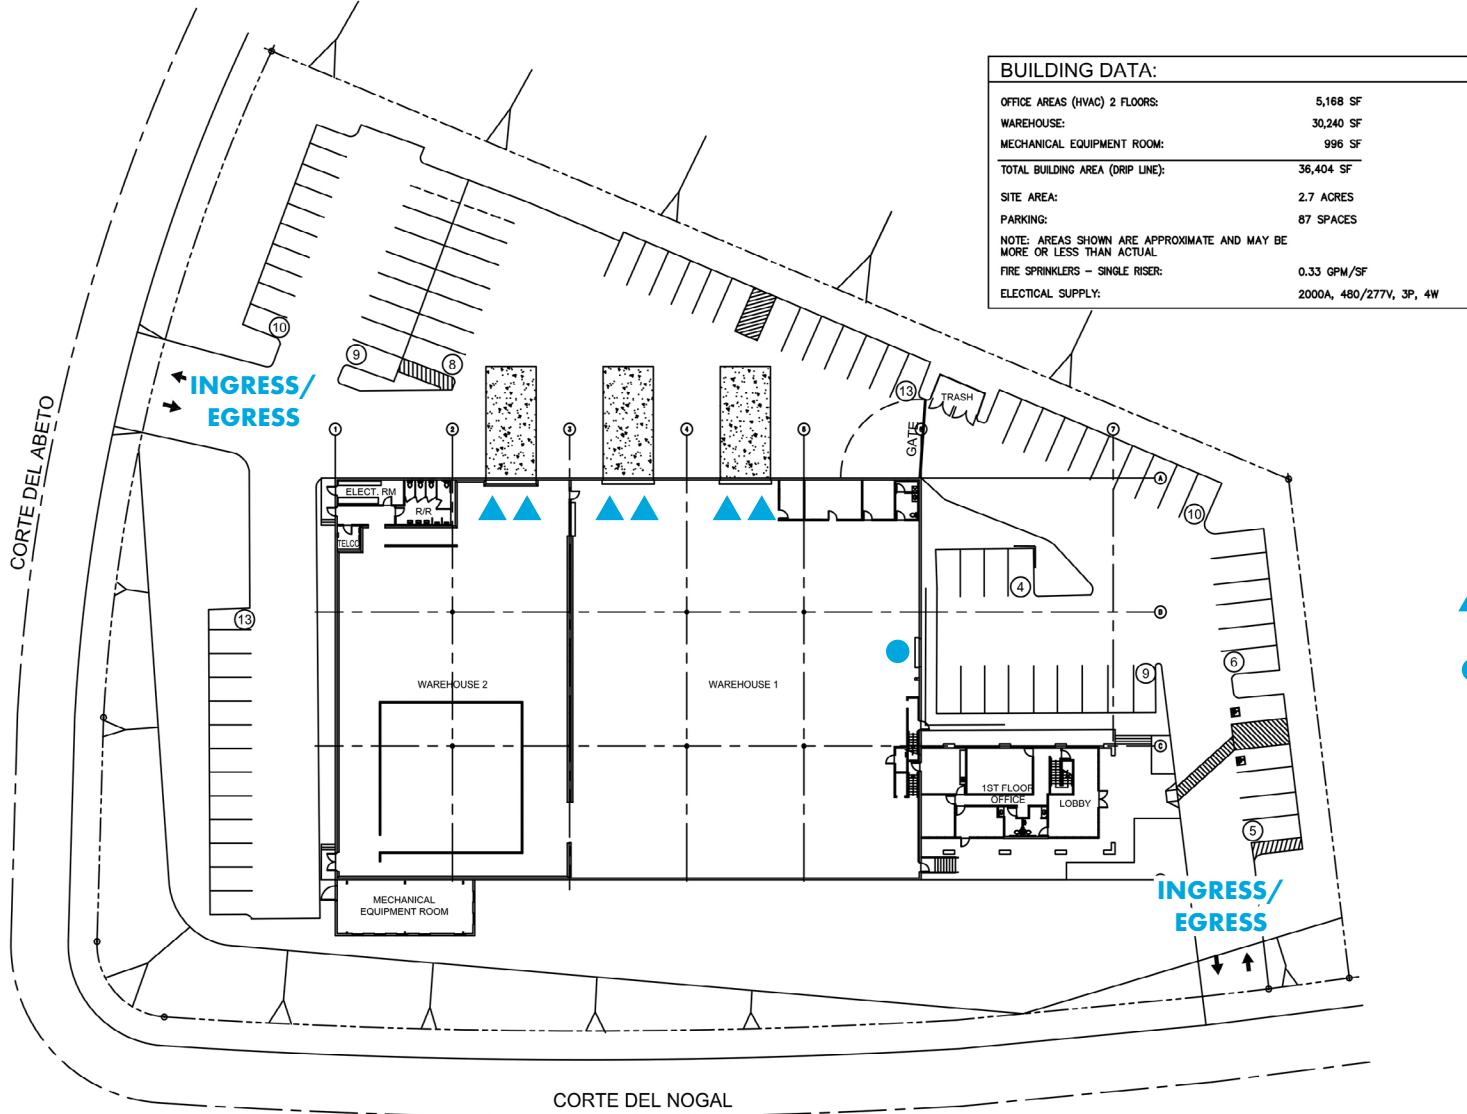 BUILDING DATA:
OFFICE AREAS (HVAC) 2 FLOORS: 5,168 SF
WAREHOUSE: 30,240 SF
MECHANICAL EQUIPMENT ROOM: 996 SF
TOTAL BUILDING AREA (DRIP LINE): 36,404 SF
SITE AREA: 2.7 ACRES
PARKING: 87 SPACES
NOTE: AREAS SHOWN ARE APPROXIMATE AND MAY BE
MORE OR LESS THAN ACTUAL
FIRE SPRINKLERS – SINGLE RISER: 0.33 GPM/SF
ELECTICAL SUPPLY: 2000A, 480/277V, 3P, 4W
10
9
8
INGRESS/
EGRESS
13
TRASH
GATE
CORTE DEL ABETO
1
2
3
4
5
7
A
ELECT. RM
R/R
TELCO
10
4
B
13
6
9
WAREHOUSE 2
WAREHOUSE 1
C
1ST FLOOR
OFFICE
LOBBY
5
INGRESS/
EGRESS
MECHANICAL
EQUIPMENT ROOM
CORTE DEL NOGAL